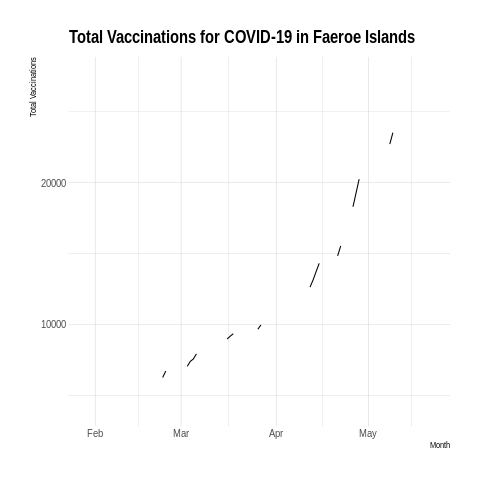 Total Vaccinations for COVID-19 in Faeroe Islands
Total Vaccinations
20000
10000
Feb Mar Apr May
Month